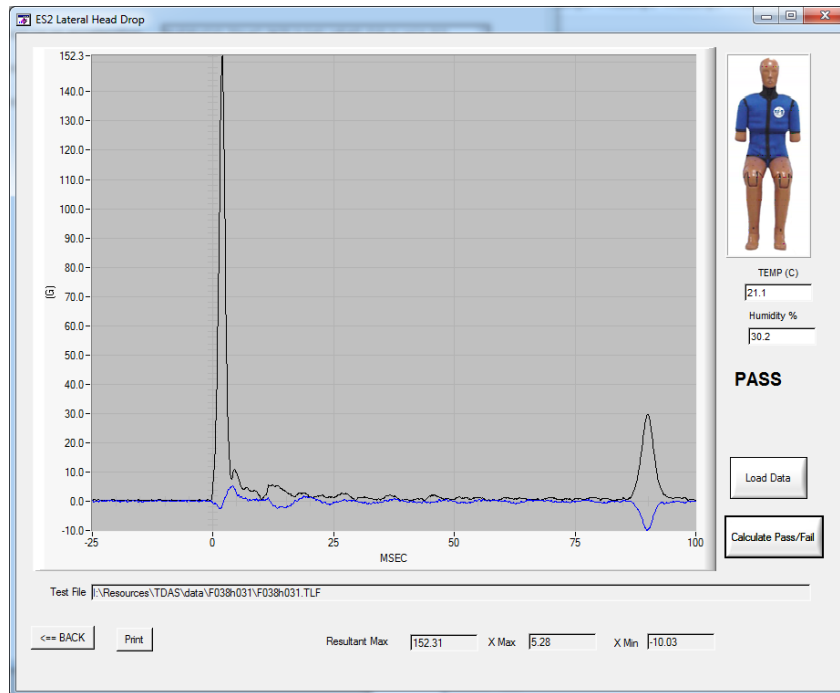 ES2 Lateral Head Drop
152.3
140.0
130.0
120.0
110.0
100.0
90.0
80.0
70.0
60.0
50.0
40.0
30.0
20.0
10.0
0.0
-10.0
(G)
-25
0
25
50
75
100
MSEC
TEMP (C)
21.1
Humidity %
30.2
PASS
Load Data
Calculate Pass/Fail
Test File I:\Resources\TDAS\data\F038h031\F038h031.TLF
<== BACK
Print
Resultant Max 152.31 X Max 5.28 X Min -10.03